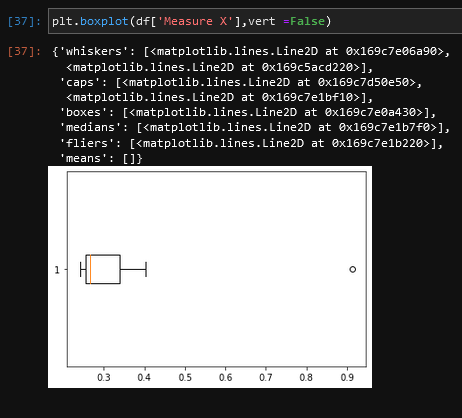 [37]: plt.boxplot(df['Measure X'],vert =False)
[37]: {'whiskers': [<matplotlib.lines.Line2D at 0x169c7e06a90>,
<matplotlib.lines.Line2D at 0x169c5acd220>],
'caps': [<matplotlib.lines.Line2D at 0x169c7d50e50>,
<matplotlib.lines.Line2D at 0x169c7e1bf10>],
'boxes': [<matplotlib.lines.Line2D at 0x169c7e0a430>],
'medians': [<matplotlib.lines.Line2D at 0x169c7e1b7f0>],
'fliers': [<matplotlib.lines.Line2D at 0x169c7e1b220>],
'means': []}
1
0.3 0.4 0.5 0.6 0.7 0.8 0.9